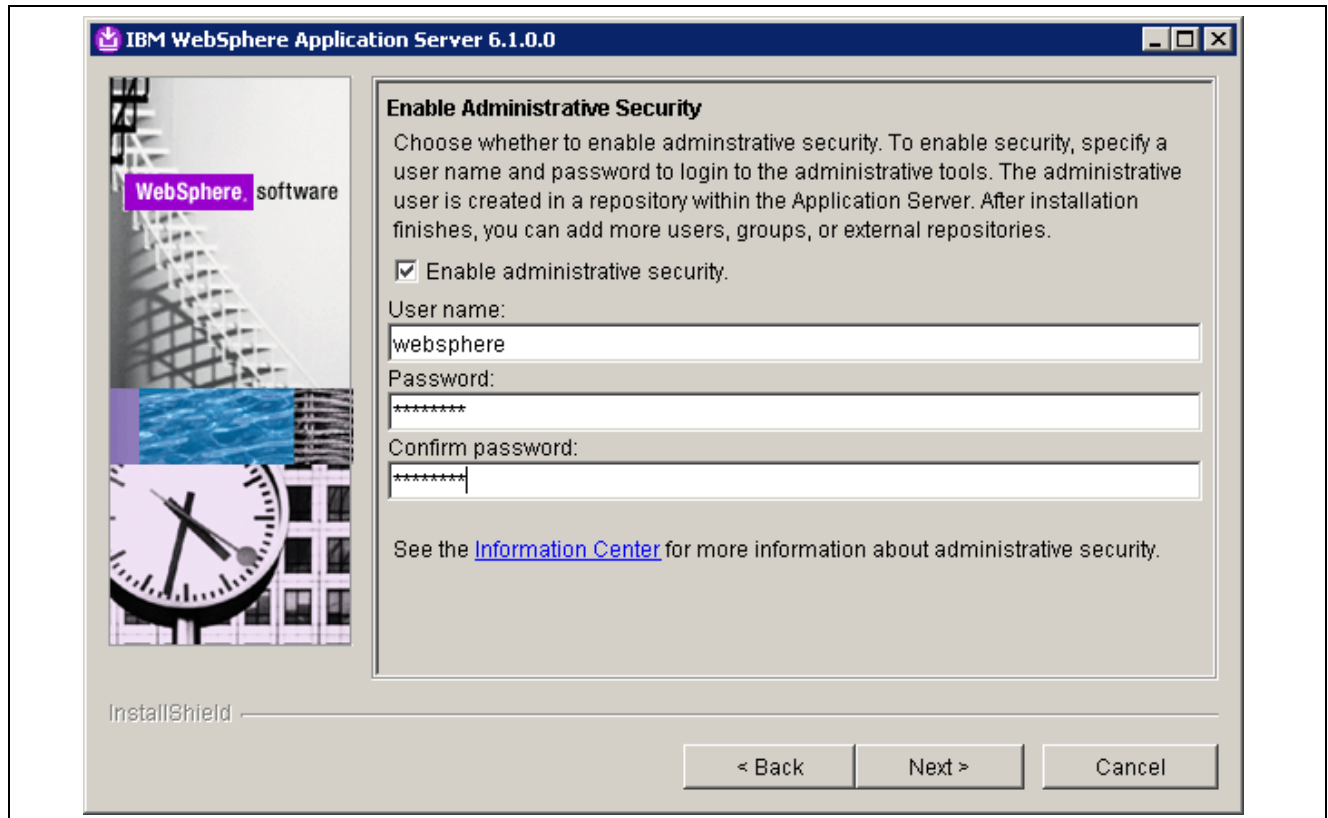 IBM WebSphere Application Server 6.1.0.0
WebSphere. software
Enable Administrative Security
Choose whether to enable adminstrative security. To enable security, specify a
user name and password to login to the administrative tools. The administrative
user is created in a repository within the Application Server. After installation
finishes, you can add more users, groups, or external repositories.
Enable administrative security.
User name:
websphere
Password:
********
Confirm password:
********
See the Information Center for more information about administrative security.
InstallShield
< Back
Next >
Cancel